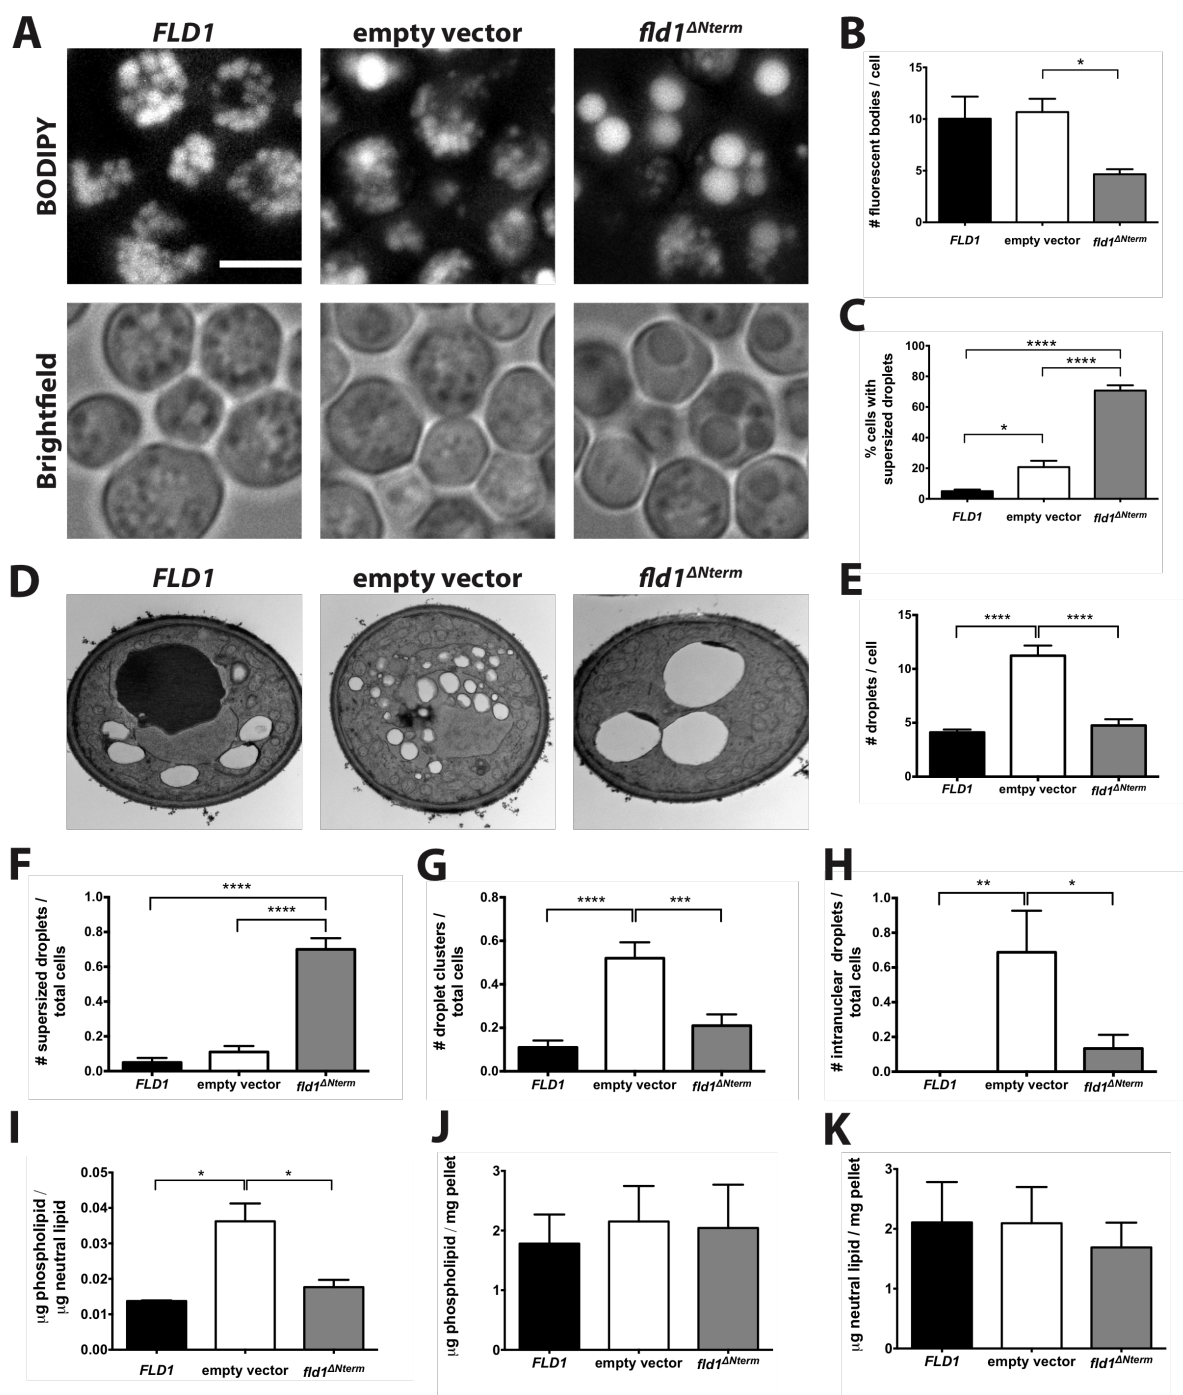 A
FLD1
empty vector
fld1ΔNterm
BODIPY
Brightfield
B
# fluorescent bodies / cell
15
10
5
0
*
FLD1
empty vector
fld1ΔNterm
C
% cells with
supersized droplets
100
80
60
40
20
0
****
****
*
FLD1
empty vector
fld1ΔNterm
D
FLD1
empty vector
fld1ΔNterm
E
# droplets / cell
15
10
5
0
****
****
FLD1
emtpy vector
fld1ΔNterm
F
# supersized droplets /
total cells
1.0
0.8
0.6
0.4
0.2
0.0
****
****
FLD1
empty vector
fld1ΔNterm
G
# droplet clusters /
total cells
0.8
0.6
0.4
0.2
0.0
****
***
FLD1
empty vector
fld1ΔNterm
H
# intranuclear droplets /
total cells
1.0
0.8
0.6
0.4
0.2
0.0
**
*
FLD1
empty vector
fld1ΔNterm
I
µg phospholipid /
µg neutral lipid
0.05
0.04
0.03
0.02
0.01
0.00
*
*
FLD1
empty vector
fld1ΔNterm
J
µg phospholipid / mg pellet
3
2
1
0
FLD1
empty vector
fld1ΔNterm
K
µg neutral lipid / mg pellet
3
2
1
0
FLD1
empty vector
fld1ΔNterm